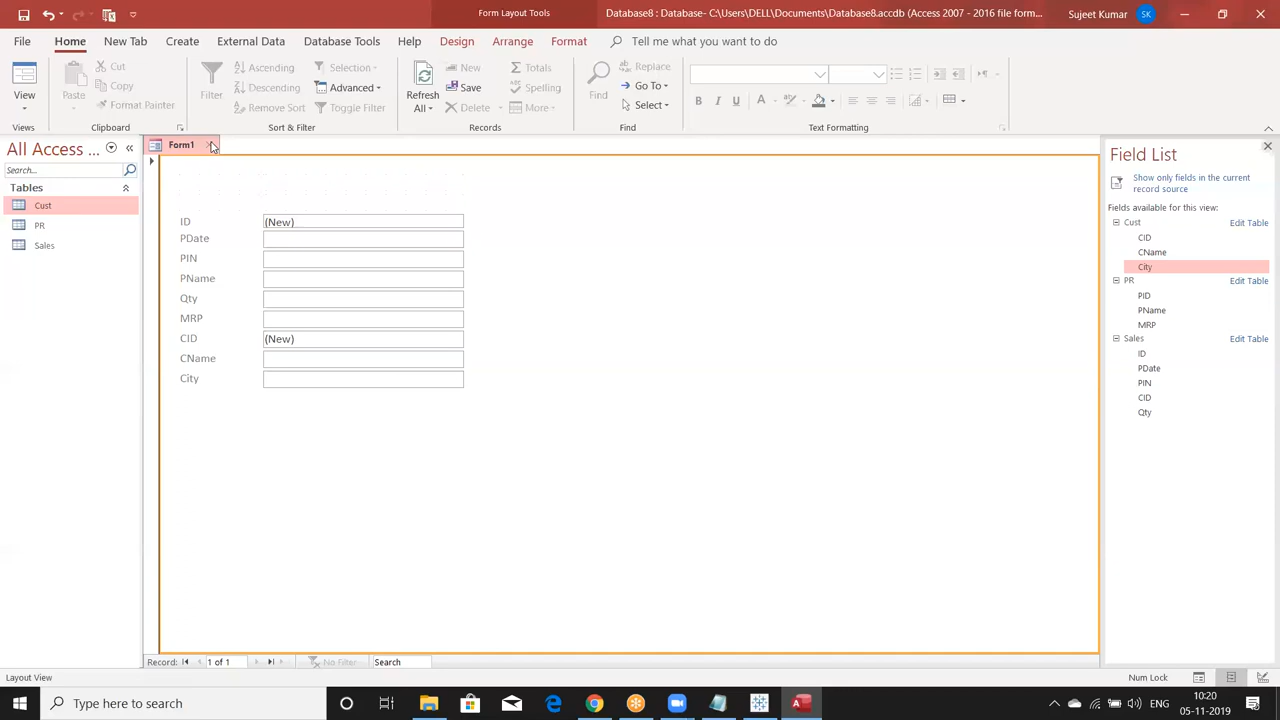 Form Layout Tools
Database8 : Database- C:\Users\DELL\Documents\Database8.accdb (Access 2007 - 2016 file form...
Sujeet Kumar
SK
File
Home
New Tab
Create
External Data
Database Tools
Help
Design
Arrange
Format
Tell me what you want to do
View
Paste
Cut
Copy
Format Painter
Filter
Ascending
Descending
Remove Sort
Selection
Advanced
Toggle Filter
Refresh
All
New
Save
Delete
Totals
Spelling
More
Find
Replace
Go To
Select
B
I
U
A
Views
Clipboard
Sort & Filter
Records
Find
Text Formatting
All Access ...
Search...
Tables
Cust
PR
Sales
Form1
ID
(New)
PDate
PIN
PName
Qty
MRP
CID
(New)
CName
City
Field List
Show only fields in the current
record source
Fields available for this view:
Cust
Edit Table
CID
CName
City
PR
Edit Table
PID
PName
MRP
Sales
Edit Table
ID
PDate
PIN
CID
Qty
Record:
1 of 1
No Filter
Search
Layout View
Num Lock
Type here to search
10:20
05-11-2019